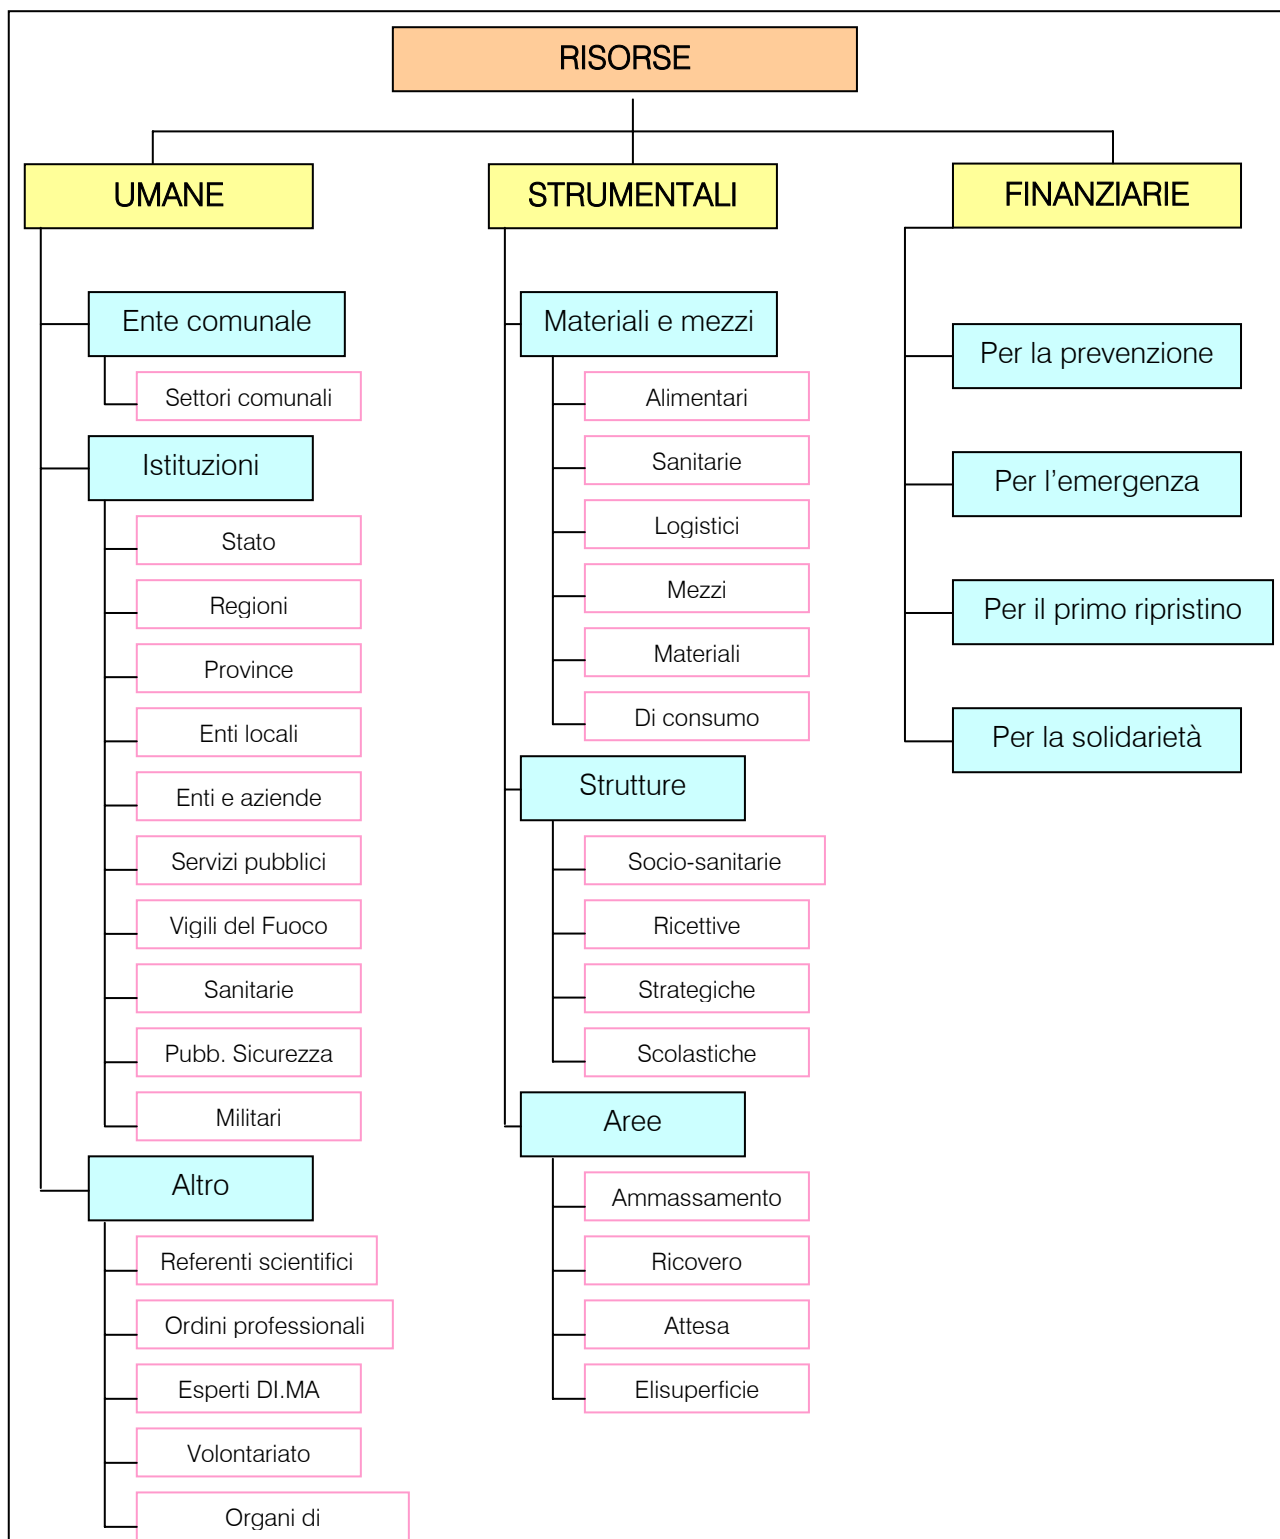 RISORSE
UMANE
Ente comunale
Settori comunali
Istituzioni
Stato
Regioni
Province
Enti locali
Enti e aziende
Servizi pubblici
Vigili del Fuoco
Sanitarie
Pubb. Sicurezza
Militari
Altro
Referenti scientifici
Ordini professionali
Esperti DI.MA
Volontariato
Organi di
STRUMENTALI
Materiali e mezzi
Alimentari
Sanitarie
Logistici
Mezzi
Materiali
Di consumo
Strutture
Socio-sanitarie
Ricettive
Strategiche
Scolastiche
Aree
Ammassamento
Ricovero
Attesa
Elisuperficie
FINANZIARIE
Per la prevenzione
Per l’emergenza
Per il primo ripristino
Per la solidarietà